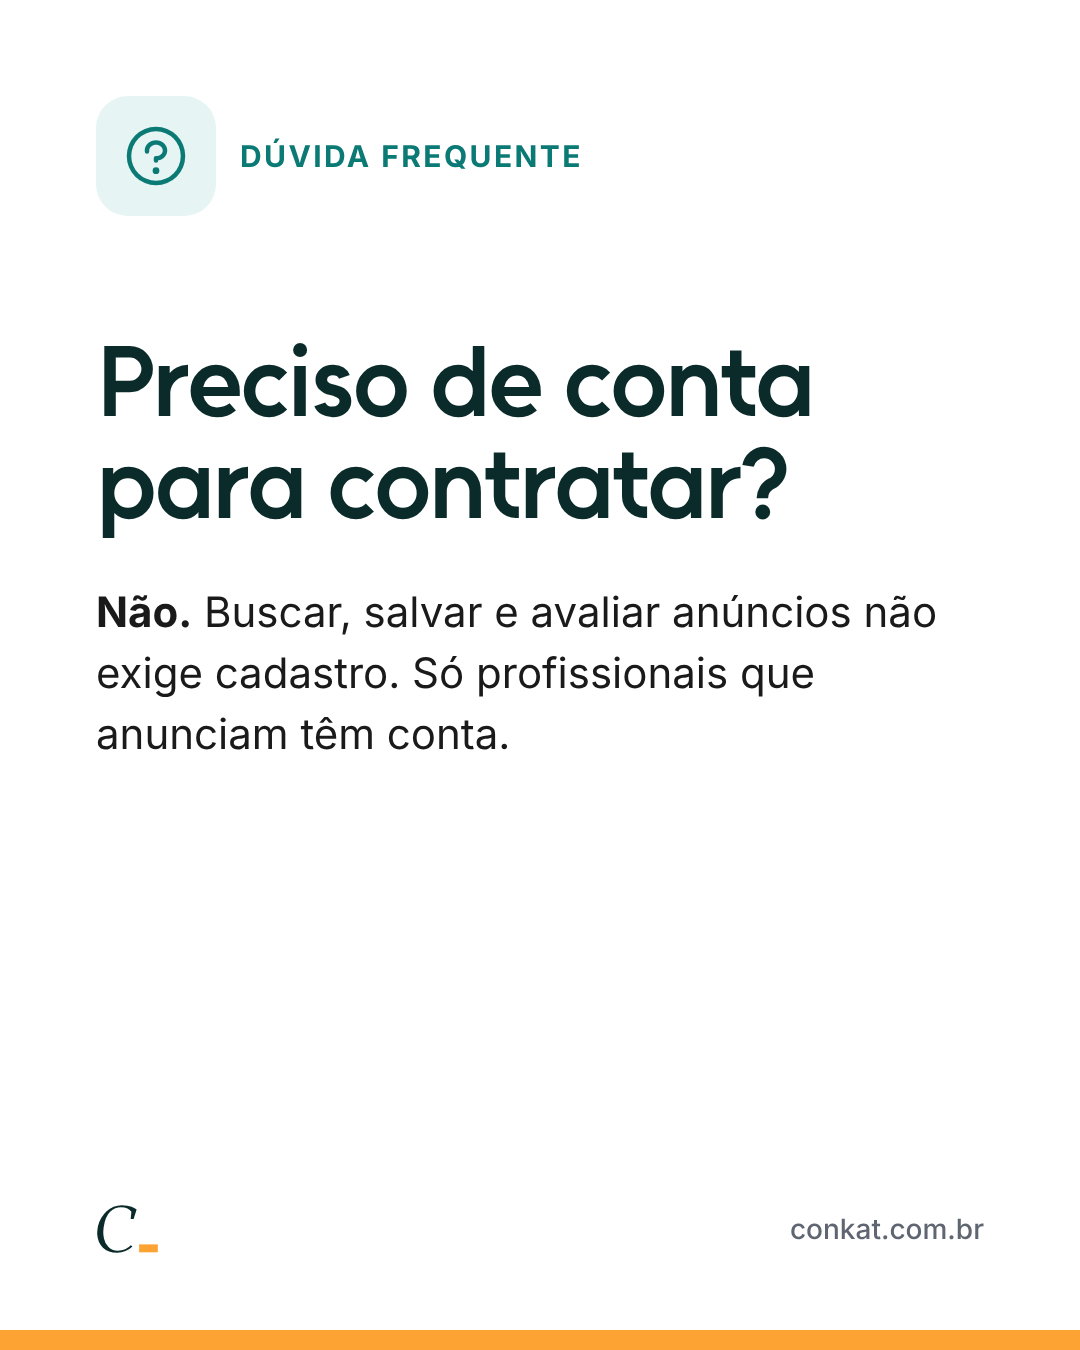 DÚVIDA FREQUENTE
Preciso de conta
para contratar?
Não. Buscar, salvar e avaliar anúncios não
exige cadastro. Só profissionais que
anunciam têm conta.
C
conkat.com.br